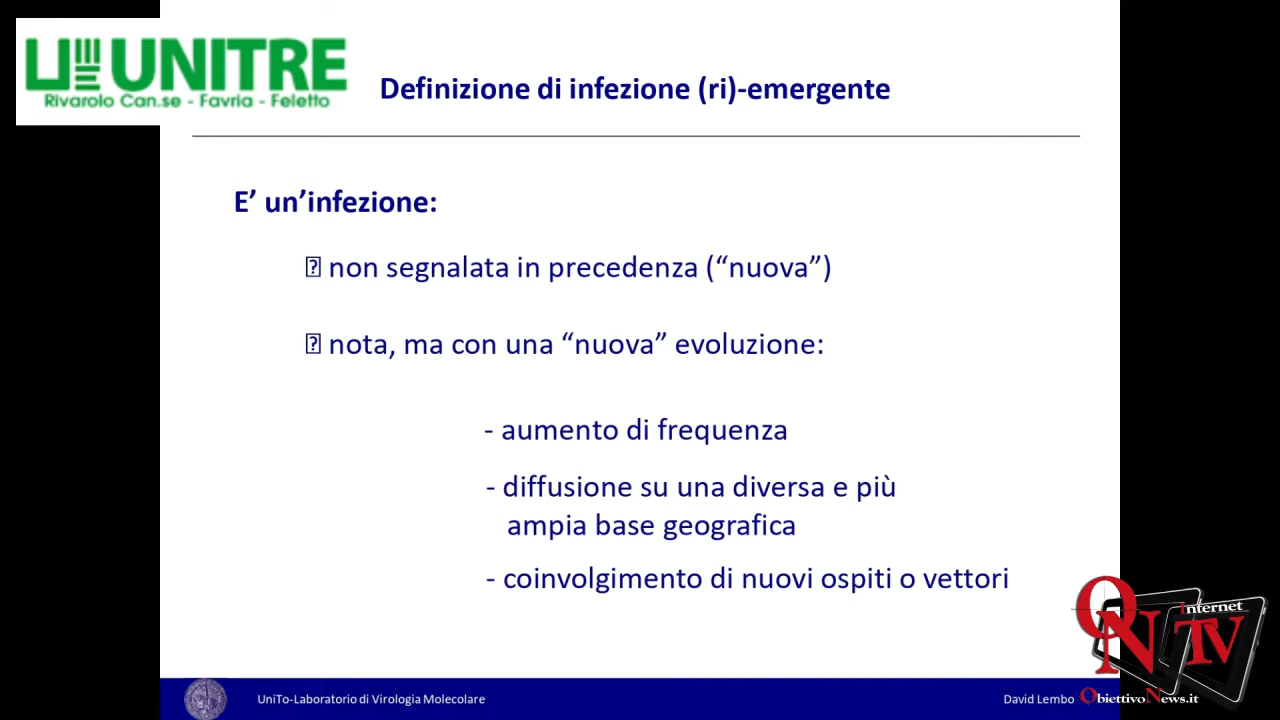 UNITRE
Rivarolo Can.se - Favria - Feletto
Definizione di infezione (ri)-emergente
E’ un’infezione:
non segnalata in precedenza (“nuova”)
nota, ma con una “nuova” evoluzione:
- aumento di frequenza
- diffusione su una diversa e più
ampia base geografica
- coinvolgimento di nuovi ospiti o vettori
UniTo-Laboratorio di Virologia Molecolare
David Lembo
Internet
QN TV
ObiettivoNews.it